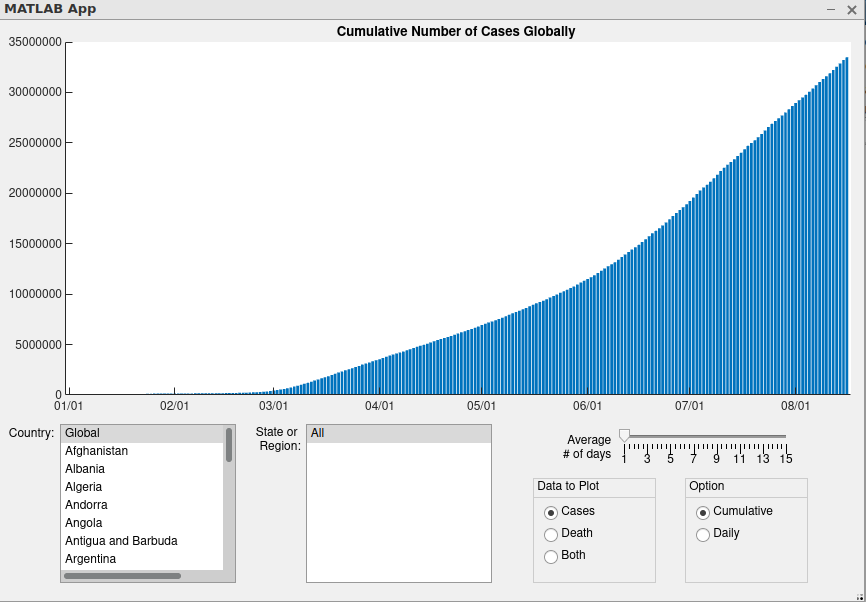 MATLAB App
Cumulative Number of Cases Globally
35000000
30000000
25000000
20000000
15000000
10000000
5000000
0
01/01 02/01 03/01 04/01 05/01 06/01 07/01 08/01
Country:
Global
Afghanistan
Albania
Algeria
Andorra
Angola
Antigua and Barbuda
Argentina
State or
Region:
All
Average
# of days
1 3 5 7 9 11 13 15
Data to Plot
Cases
Death
Both
Option
Cumulative
Daily